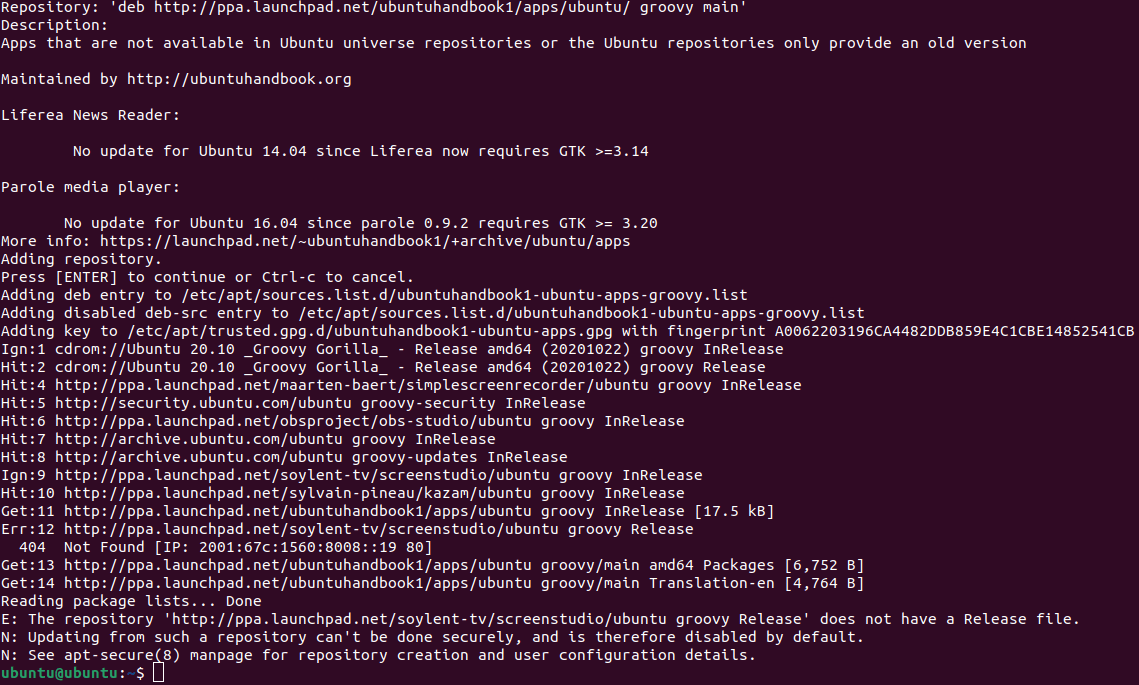 Repository: 'deb http://ppa.launchpad.net/ubuntuhandbook1/apps/ubuntu/ groovy main'
Description:
Apps that are not available in Ubuntu universe repositories or the Ubuntu repositories only provide an old version
Maintained by http://ubuntuhandbook.org
Liferea News Reader:
No update for Ubuntu 14.04 since Liferea now requires GTK >=3.14
Parole media player:
No update for Ubuntu 16.04 since parole 0.9.2 requires GTK >= 3.20
More info: https://launchpad.net/~ubuntuhandbook1/+archive/ubuntu/apps
Adding repository.
Press [ENTER] to continue or Ctrl-c to cancel.
Adding deb entry to /etc/apt/sources.list.d/ubuntuhandbook1-ubuntu-apps-groovy.list
Adding disabled deb-src entry to /etc/apt/sources.list.d/ubuntuhandbook1-ubuntu-apps-groovy.list
Adding key to /etc/apt/trusted.gpg.d/ubuntuhandbook1-ubuntu-apps.gpg with fingerprint A0062203196CA4482DDB859E4C1CBE14852541CB
Ign:1 cdrom://Ubuntu 20.10 _Groovy Gorilla_ - Release amd64 (20201022) groovy InRelease
Hit:2 cdrom://Ubuntu 20.10 _Groovy Gorilla_ - Release amd64 (20201022) groovy Release
Hit:4 http://ppa.launchpad.net/maarten-baert/simplescreenrecorder/ubuntu groovy InRelease
Hit:5 http://security.ubuntu.com/ubuntu groovy-security InRelease
Hit:6 http://ppa.launchpad.net/obsproject/obs-studio/ubuntu groovy InRelease
Hit:7 http://archive.ubuntu.com/ubuntu groovy InRelease
Hit:8 http://archive.ubuntu.com/ubuntu groovy-updates InRelease
Ign:9 http://ppa.launchpad.net/soylent-tv/screenstudio/ubuntu groovy InRelease
Hit:10 http://ppa.launchpad.net/sylvain-pineau/kazam/ubuntu groovy InRelease
Get:11 http://ppa.launchpad.net/ubuntuhandbook1/apps/ubuntu groovy InRelease [17.5 kB]
Err:12 http://ppa.launchpad.net/soylent-tv/screenstudio/ubuntu groovy Release
404  Not Found [IP: 2001:67c:1560:8008::19 80]
Get:13 http://ppa.launchpad.net/ubuntuhandbook1/apps/ubuntu groovy/main amd64 Packages [6,752 B]
Get:14 http://ppa.launchpad.net/ubuntuhandbook1/apps/ubuntu groovy/main Translation-en [4,764 B]
Reading package lists... Done
E: The repository 'http://ppa.launchpad.net/soylent-tv/screenstudio/ubuntu groovy Release' does not have a Release file.
N: Updating from such a repository can't be done securely, and is therefore disabled by default.
N: See apt-secure(8) manpage for repository creation and user configuration details.
ubuntu@ubuntu:~$